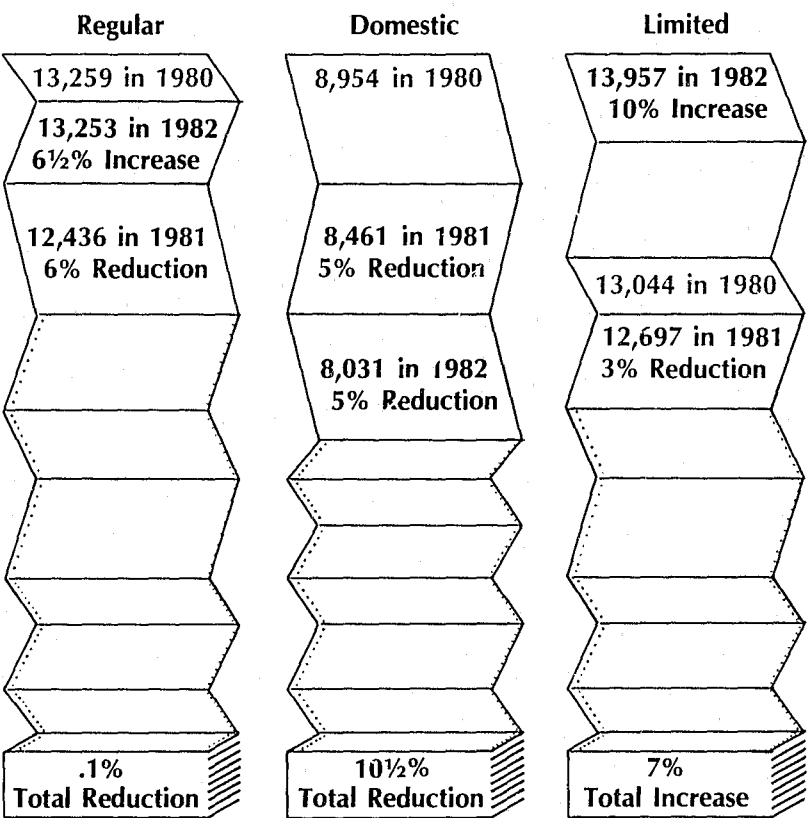 Regular
13,259 in 1980
13,253 in 1982
6½% Increase
12,436 in 1981
6% Reduction
.1%
Total Reduction
Domestic
8,954 in 1980
8,461 in 1981
5% Reduction
8,031 in 1982
5% Reduction
10½%
Total Reduction
Limited
13,957 in 1982
10% Increase
13,044 in 1980
12,697 in 1981
3% Reduction
7%
Total Increase